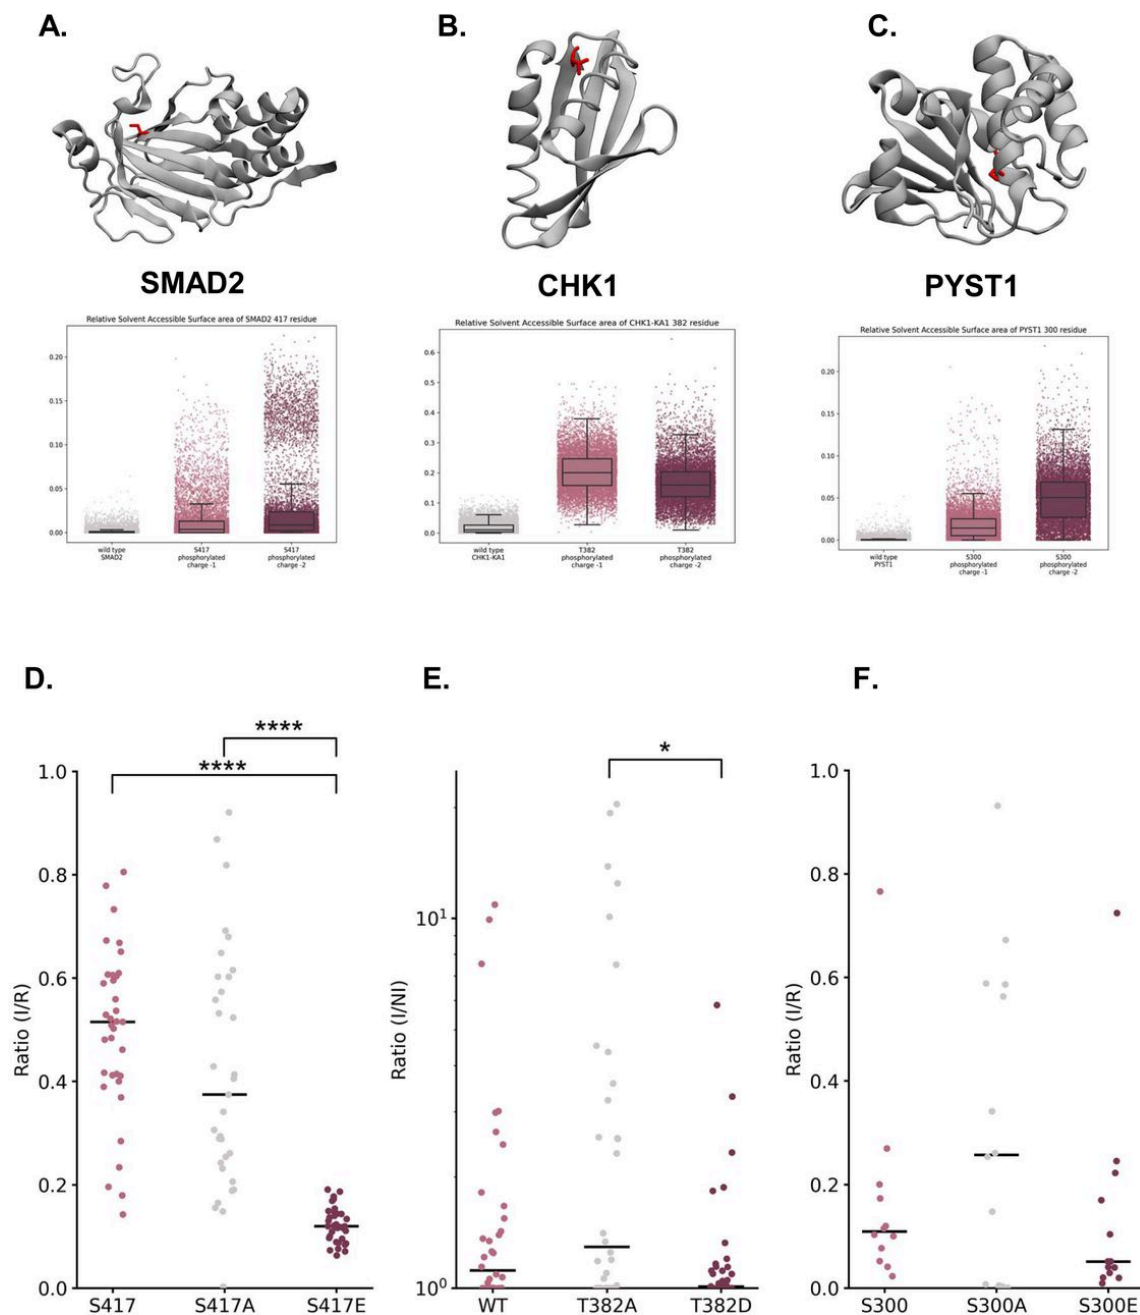 A.
B.
C.
SMAD2
CHK1
PYST1
Relative Solvent Accessible Surface area of SMAD2 417 residue
0.20
0.15
0.10
0.05
0.00
wild type
SMAD2
S417
phosphorylated
charge -1
S417
phosphorylated
charge -2
Relative Solvent Accessible Surface area of CHK1-KA1 382 residue
0.6
0.5
0.4
0.3
0.2
0.1
0.0
wild type
CHK1-KA1
T382
phosphorylated
charge -1
T382
phosphorylated
charge -2
Relative Solvent Accessible Surface area of PYST1 300 residue
0.20
0.15
0.10
0.05
0.00
wild type
PYST1
S300
phosphorylated
charge -1
S300
phosphorylated
charge -2
D.
****
****
1.0
0.8
0.6
0.4
0.2
0.0
Ratio (I/R)
S417
S417A
S417E
E.
*
10¹
10⁰
Ratio (I/NI)
WT
T382A
T382D
F.
1.0
0.8
0.6
0.4
0.2
0.0
Ratio (I/R)
S300
S300A
S300E